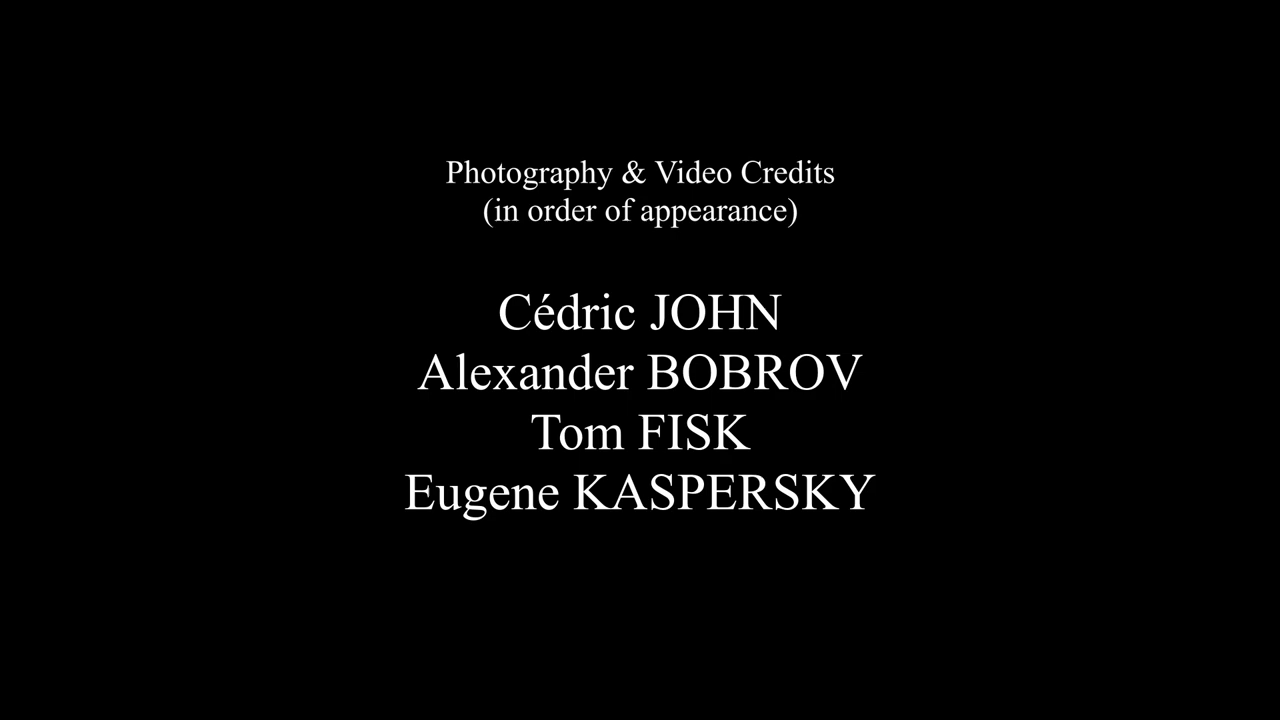 Photography & Video Credits
(in order of appearance)
Cédric JOHN
Alexander BOBROV
Tom FISK
Eugene KASPERSKY